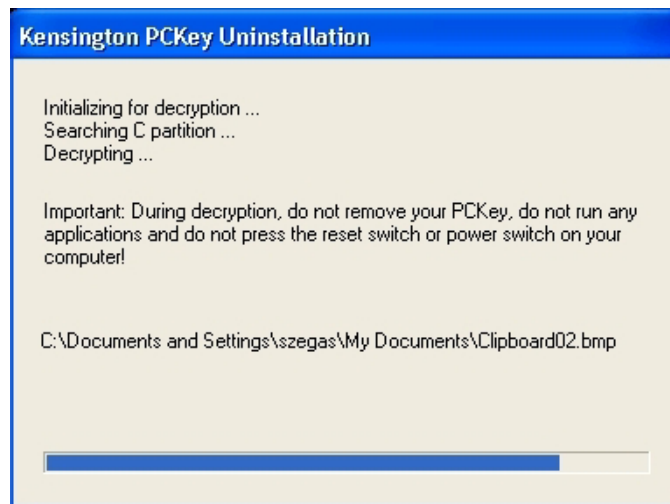 Kensington PCKey Uninstallation
Initializing for decryption ...
Searching C partition ...
Decrypting ...
Important: During decryption, do not remove your PCKey, do not run any
applications and do not press the reset switch or power switch on your
computer!
C:\Documents and Settings\szegas\My Documents\Clipboard02.bmp